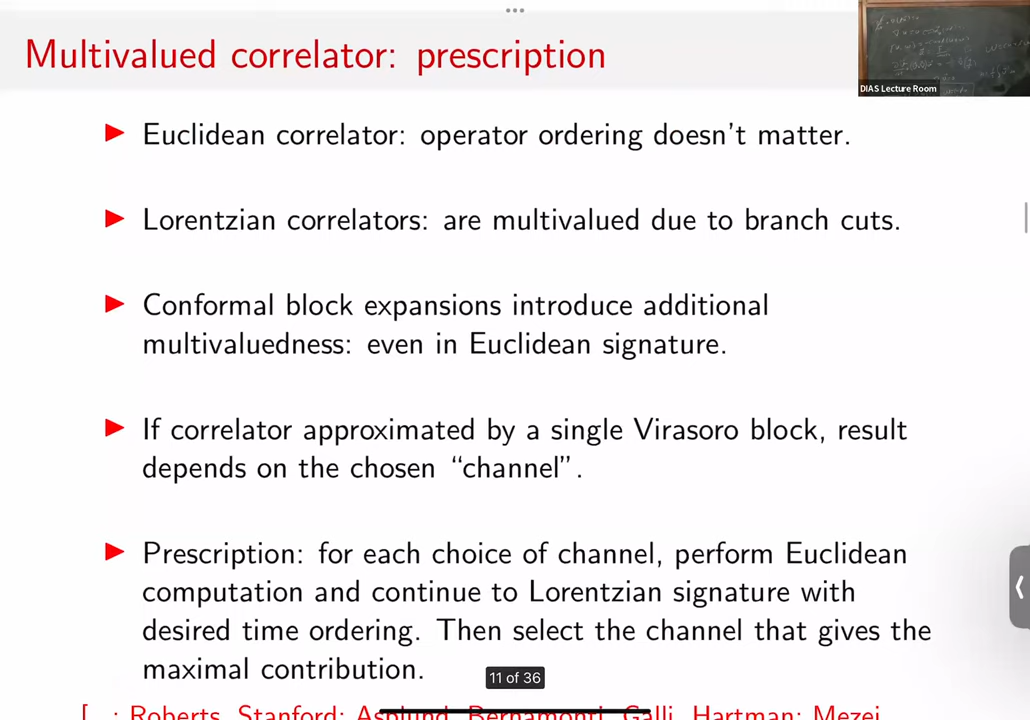 Multivalued correlator: prescription
DIAS Lecture Room
Euclidean correlator: operator ordering doesn't matter.
Lorentzian correlators: are multivalued due to branch cuts.
Conformal block expansions introduce additional
multivaluedness: even in Euclidean signature.
If correlator approximated by a single Virasoro block, result
depends on the chosen “channel”.
Prescription: for each choice of channel, perform Euclidean
computation and continue to Lorentzian signature with
desired time ordering. Then select the channel that gives the
maximal contribution.
11 of 36
[...; Roberts, Stanford; Asplund, Bernamonti, Galli, Hartman; Mezei,